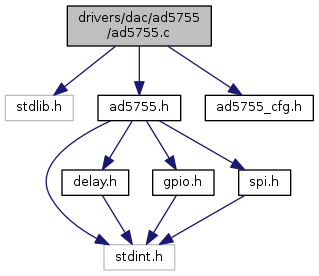 drivers/dac/ad5755
/ad5755.c
stdlib.h
ad5755.h
ad5755_cfg.h
delay.h
gpio.h
spi.h
stdint.h